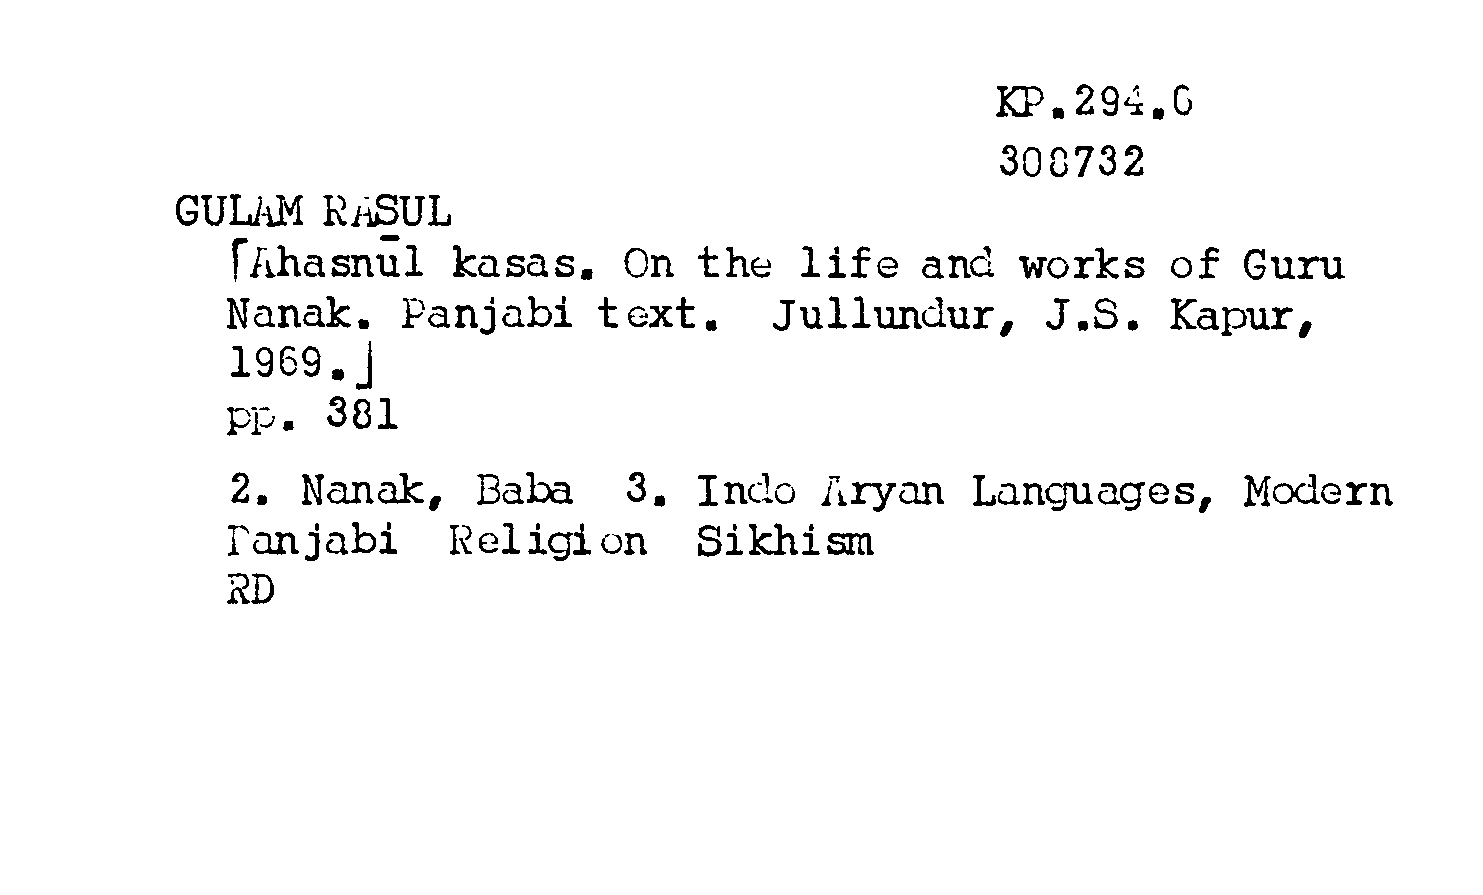 KP.294.6
308732
GULAM RASUL
⌈Ahasnūl kasas. On the life and works of Guru
Nanak. Panjabi text. Jullundur, J.S. Kapur,
1969.⌋
pp. 381
2. Nanak, Baba 3. Indo Aryan Languages, Modern
Panjabi Religion Sikhism
RD